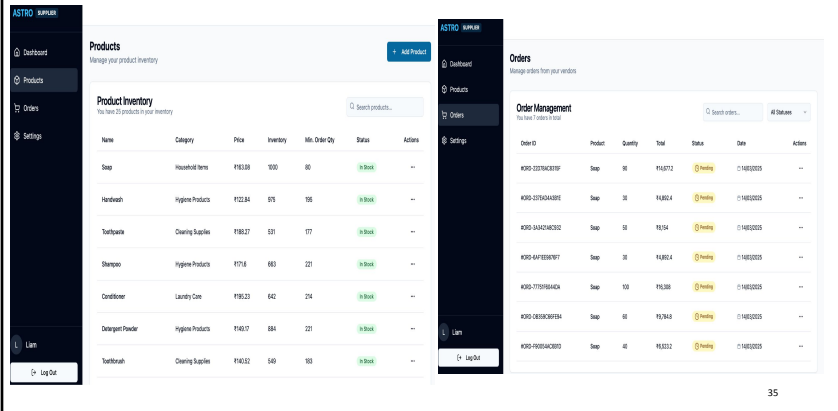 ASTRO SUPPLIER
Dashboard
Products
Orders
Settings
L Liam
Log Out
Products
Manage your product inventory
+ Add Product
Product Inventory
You have 25 products in your inventory
Search products...
Name Category Price Inventory Min. Order Qty Status Actions
Soap Household Items ₹163.08 1000 80 In Stock ...
Handwash Hygiene Products ₹122.84 975 195 In Stock ...
Toothpaste Cleaning Supplies ₹188.27 531 177 In Stock ...
Shampoo Hygiene Products ₹171.6 663 221 In Stock ...
Conditioner Laundry Care ₹195.23 642 214 In Stock ...
Detergent Powder Hygiene Products ₹149.17 884 221 In Stock ...
Toothbrush Cleaning Supplies ₹140.52 549 183 In Stock ...
ASTRO SUPPLIER
Dashboard
Products
Orders
Settings
L Liam
Log Out
Orders
Manage orders from your vendors
Order Management
You have 7 orders in total
Search orders...
All Statuses
Order ID Product Quantity Total Status Date Actions
Soap 90 ₹14,677.2 Pending 14/03/2025 ...
Soap 30 ₹4,892.4 Pending 14/03/2025 ...
Soap 50 ₹8,154 Pending 14/03/2025 ...
Soap 30 ₹4,892.4 Pending 14/03/2025 ...
Soap 100 ₹16,308 Pending 14/03/2025 ...
Soap 60 ₹9,784.8 Pending 14/03/2025 ...
Soap 40 ₹6,523.2 Pending 14/03/2025 ...
35